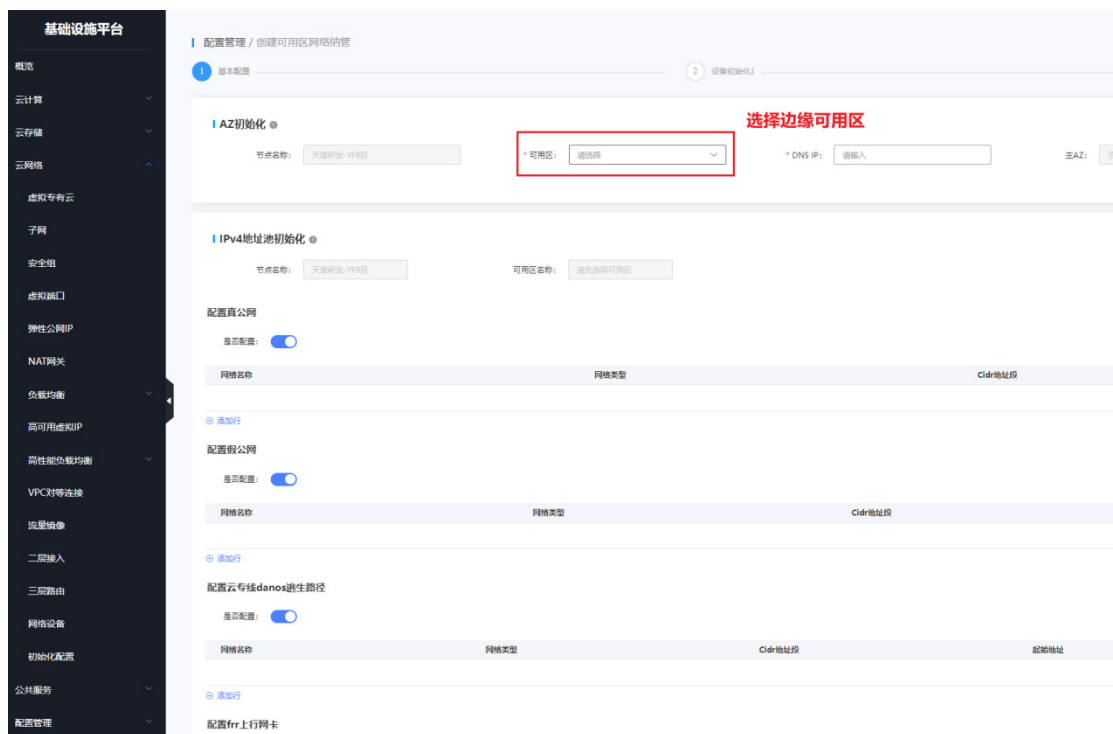 基础设施平台
概览
云计算
云存储
云网络
虚拟专有云
子网
安全组
虚拟端口
弹性公网IP
NAT网关
负载均衡
高可用虚拟IP
高性能负载均衡
VPC对等连接
流量镜像
二层接入
三层路由
网络设备
初始化配置
公共服务
配置管理
配置管理 / 创建可用区网络纳管
1 基本配置 2 设备初始化1
AZ初始化
选择边缘可用区
节点名称: 天津研发-YFB区 * 可用区: 请选择 * DNS IP: 请输入 主AZ:
IPv4地址池初始化
节点名称: 天津研发-YFB区 可用区名称: 请先选择可用区
配置真公网
是否配置:
网络名称 网络类型 Cidr地址段
添加行
配置假公网
是否配置:
网络名称 网络类型 Cidr地址段
添加行
配置云专线danos逃生路径
是否配置:
网络名称 网络类型 Cidr地址段 起始地址
添加行
配置frr上行网卡